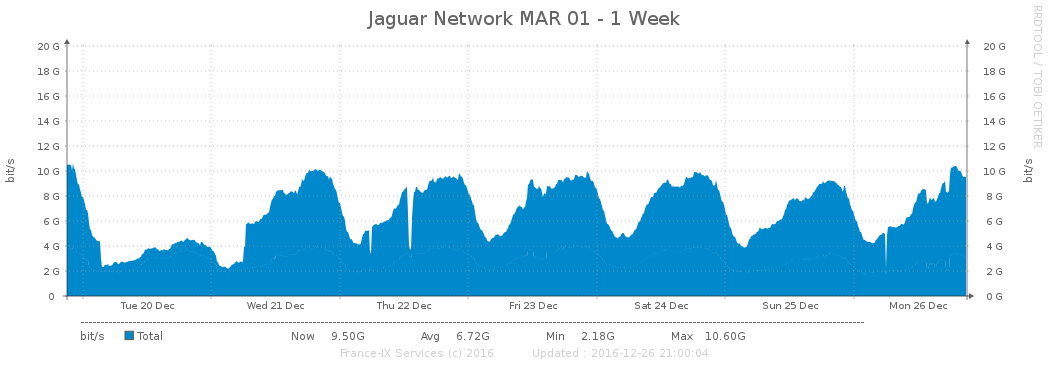 Jaguar Network MAR 01 - 1 Week
RRDTOOL / TOBI OETIKER
bit/s
20 G
18 G
16 G
14 G
12 G
10 G
8 G
6 G
4 G
2 G
0
20 G
18 G
16 G
14 G
12 G
10 G
8 G
6 G
4 G
2 G
0 G
bit/s
Tue 20 Dec Wed 21 Dec Thu 22 Dec Fri 23 Dec Sat 24 Dec Sun 25 Dec Mon 26 Dec
bit/s Total Now 9.50G Avg 6.72G Min 2.18G Max 10.60G
France-IX Services (c) 2016 Updated : 2016-12-26 21:00:04